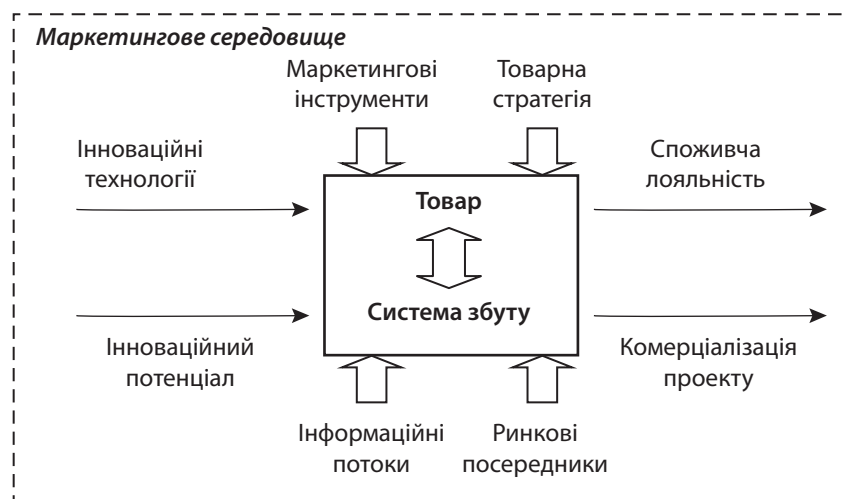 Маркетингове середовище
Маркетингові
інструменти
Товарна
стратегія
Інноваційні
технології
Споживча
лояльність
Товар
Система збуту
Інноваційний
потенціал
Комерціалізація
проекту
Інформаційні
потоки
Ринкові
посередники